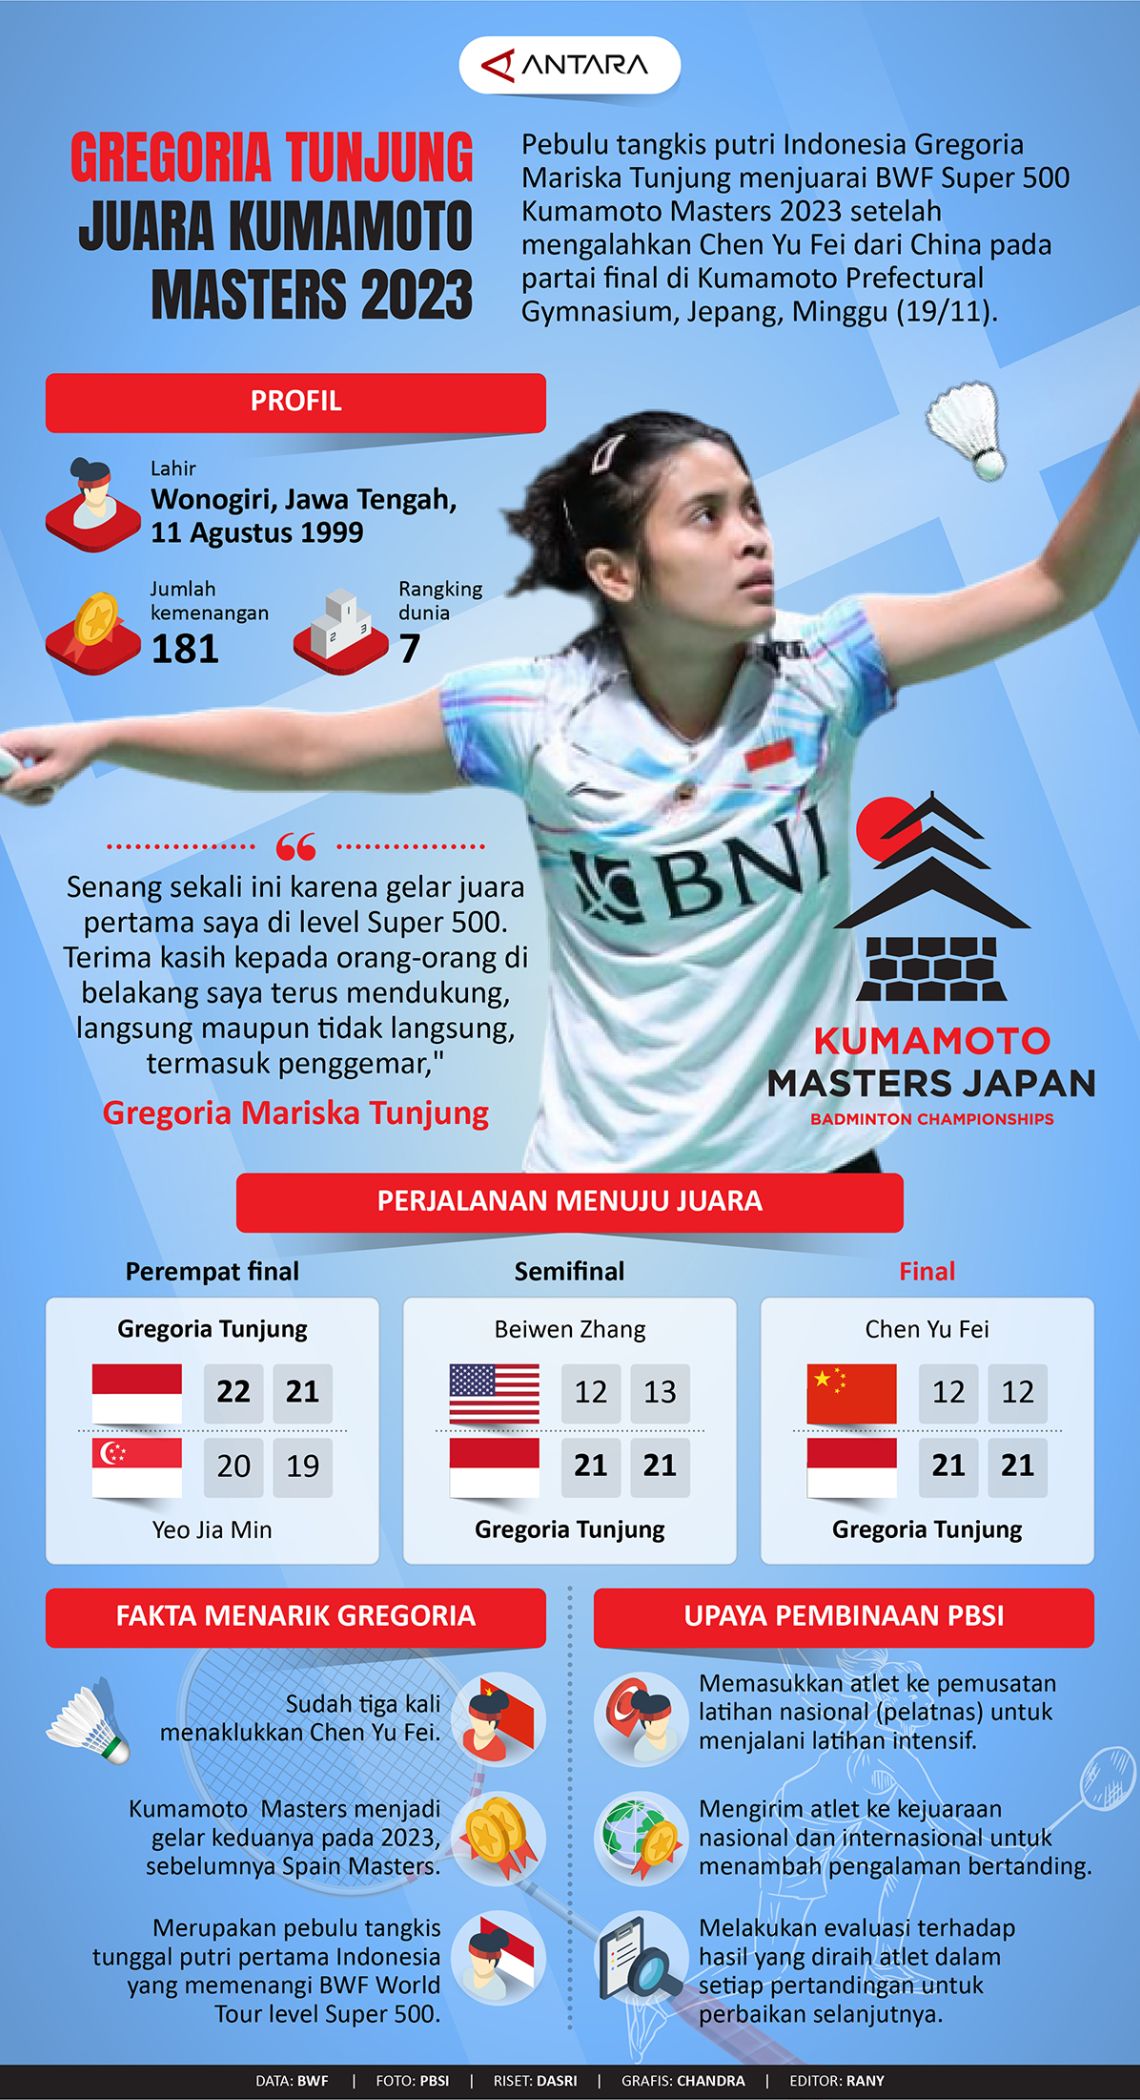 ANTARA
GREGORIA TUNJUNG
JUARA KUMAMOTO
MASTERS 2023
Pebulu tangkis putri Indonesia Gregoria
Mariska Tunjung menjuarai BWF Super 500
Kumamoto Masters 2023 setelah
mengalahkan Chen Yu Fei dari China pada
partai final di Kumamoto Prefectural
Gymnasium, Jepang, Minggu (19/11).
PROFIL
Lahir
Wonogiri, Jawa Tengah,
11 Agustus 1999
Jumlah
kemenangan
181
1
2
3
Rangking
dunia
7
BNI
“
Senang sekali ini karena gelar juara
pertama saya di level Super 500.
Terima kasih kepada orang-orang di
belakang saya terus mendukung,
langsung maupun tidak langsung,
termasuk penggemar,"
Gregoria Mariska Tunjung
KUMAMOTO
MASTERS JAPAN
BADMINTON CHAMPIONSHIPS
PERJALANAN MENUJU JUARA
Perempat final
Gregoria Tunjung
22 21
20 19
Yeo Jia Min
Semifinal
Beiwen Zhang
12 13
21 21
Gregoria Tunjung
Final
Chen Yu Fei
12 12
21 21
Gregoria Tunjung
FAKTA MENARIK GREGORIA
Sudah tiga kali
menaklukkan Chen Yu Fei.
Kumamoto  Masters menjadi
gelar keduanya pada 2023,
sebelumnya Spain Masters.
Merupakan pebulu tangkis
tunggal putri pertama Indonesia
yang memenangi BWF World
Tour level Super 500.
UPAYA PEMBINAAN PBSI
Memasukkan atlet ke pemusatan
latihan nasional (pelatnas) untuk
menjalani latihan intensif.
Mengirim atlet ke kejuaraan
nasional dan internasional untuk
menambah pengalaman bertanding.
Melakukan evaluasi terhadap
hasil yang diraih atlet dalam
setiap pertandingan untuk
perbaikan selanjutnya.
DATA: BWF | FOTO: PBSI | RISET: DASRI | GRAFIS: CHANDRA | EDITOR: RANY